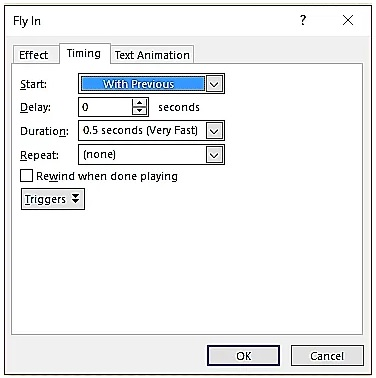 Fly In ?
Effect Timing Text Animation
Start: With Previous
Delay: 0 seconds
Duration: 0.5 seconds (Very Fast)
Repeat: (none)
Rewind when done playing
Triggers
OK Cancel